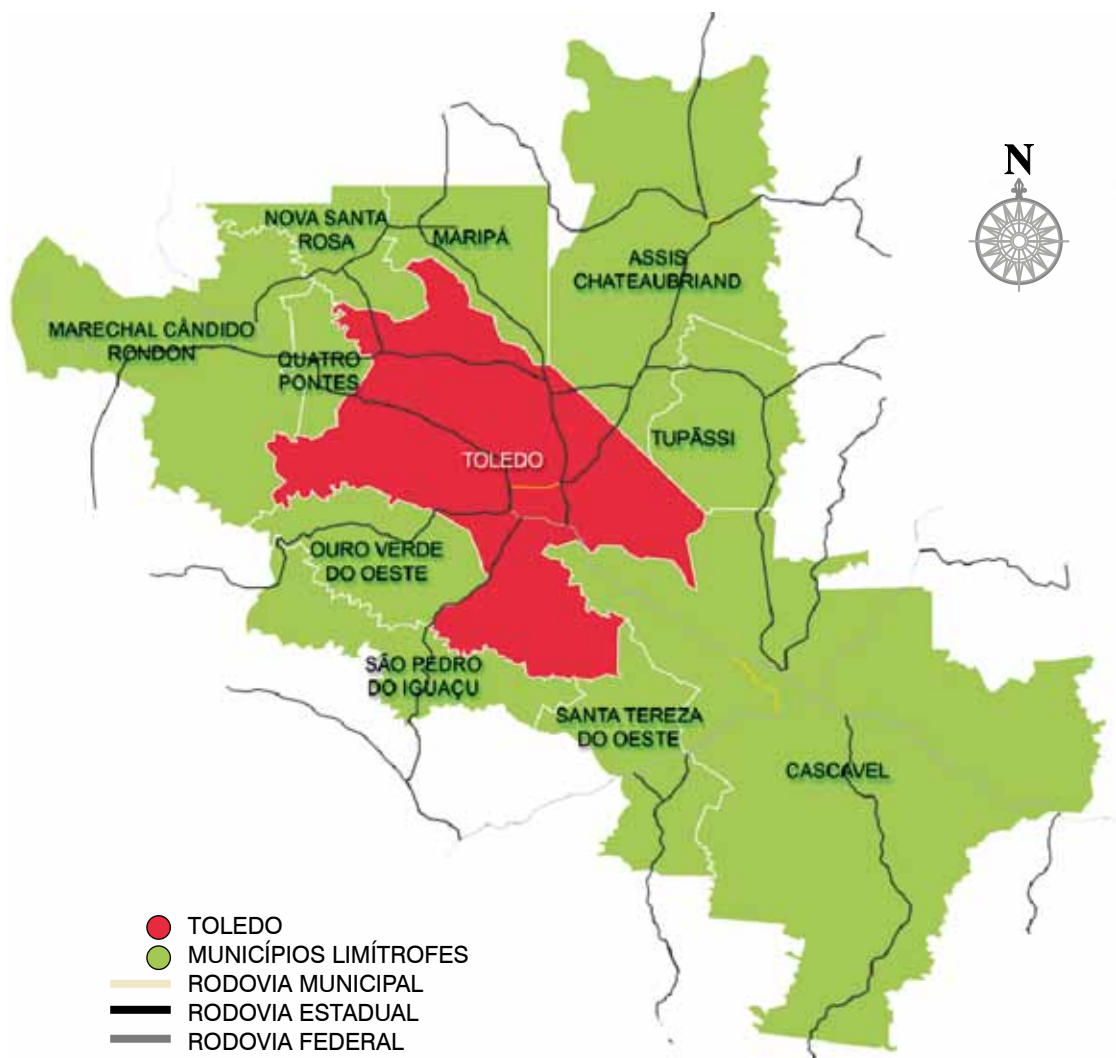 N
NOVA SANTA
ROSA
MARIPÁ
ASSIS
CHATEAUBRIAND
MARECHAL CÂNDIDO
RONDON
QUATRO
PONTES
TUPÃSSI
TOLEDO
OURO VERDE
DO OESTE
SÃO PEDRO
DO IGUAÇU
SANTA TEREZA
DO OESTE
CASCAVEL
TOLEDO
MUNICÍPIOS LIMÍTROFES
RODOVIA MUNICIPAL
RODOVIA ESTADUAL
RODOVIA FEDERAL